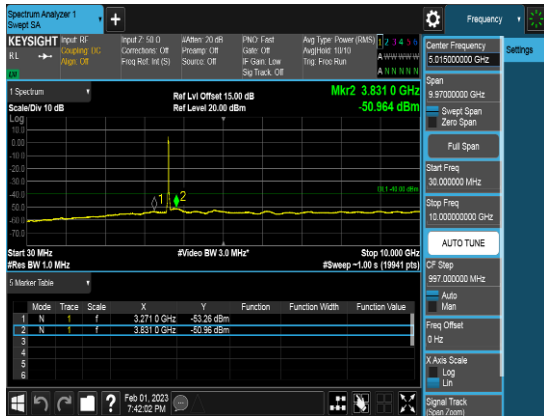 Spectrum Analyzer 1
Swept SA
+
Frequency
KEYSIGHT
RL
Input: RF
Coupling: DC
Align: Off
Input Z: 50 Ω
Corrections: Off
Freq Ref: Int (S)
#Atten: 20 dB
Preamp: Off
Source: Off
PNO: Fast
Gate: Off
IF Gain: Low
Sig Track: Off
Avg Type: Power (RMS)
Avg|Hold: 10/10
Trig: Free Run
1 2 3 4 5 6
A W W W W W
A N N N N N
1 Spectrum
Scale/Div 10 dB
Ref Lvl Offset 15.00 dB
Ref Level 20.00 dBm
Mkr2 3.831 0 GHz
-50.964 dBm
Log
10.0
0.00
-10.0
-20.0
-30.0
-40.0
-50.0
-60.0
-70.0
DL1 -40.00 dBm
1
2
Start 30 MHz
#Res BW 1.0 MHz
#Video BW 3.0 MHz*
Stop 10.000 GHz
#Sweep ~1.00 s (19941 pts)
5 Marker Table
Mode Trace Scale X Y Function Function Width Function Value
1 N 1 f 3.271 0 GHz -53.26 dBm
2 N 1 f 3.831 0 GHz -50.96 dBm
3
4
5
6
?
Feb 01, 2023
7:42:02 PM
Settings
Center Frequency
5.015000000 GHz
Span
9.97000000 GHz
Swept Span
Zero Span
Full Span
Start Freq
30.000000 MHz
Stop Freq
10.000000000 GHz
AUTO TUNE
CF Step
997.000000 MHz
Auto
Man
Freq Offset
0 Hz
X Axis Scale
Log
Lin
Signal Track
(Span Zoom)